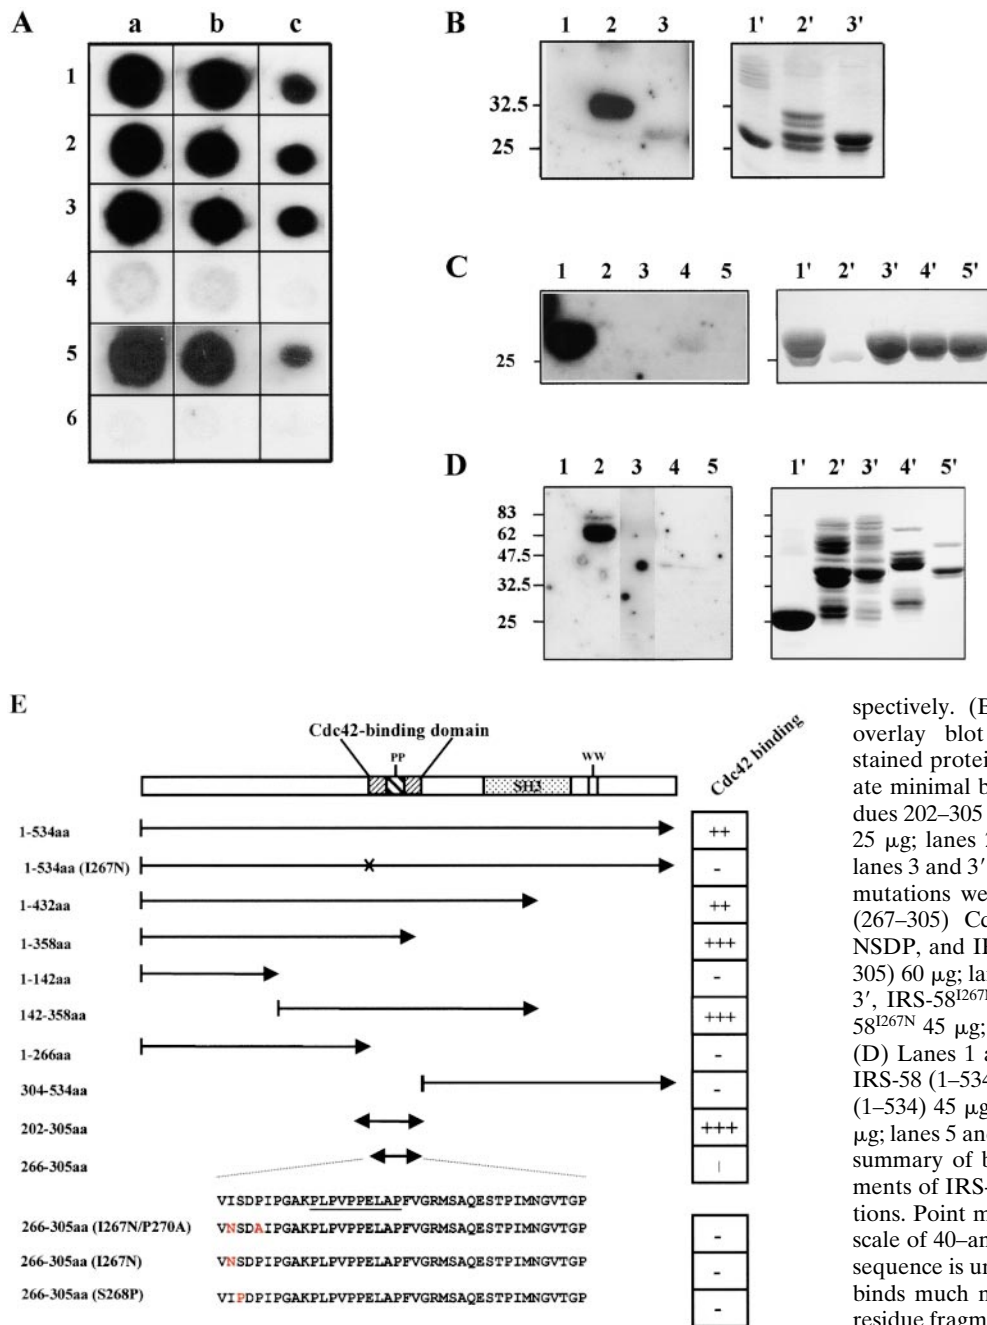 A
a b c
1
2
3
4
5
6
B
1 2 3
1' 2' 3'
32.5
25
C
1 2 3 4 5
1' 2' 3' 4' 5'
25
D
1 2 3 4 5
1' 2' 3' 4' 5'
83
62
47.5
32.5
25
E
Cdc42-binding domain
Cdc42 binding
PP
WW
SH3
1-534aa ++
1-534aa (I267N) -
1-432aa ++
1-358aa +++
1-142aa -
142-358aa +++
1-266aa -
304-534aa -
202-305aa +++
266-305aa |
VISDPIPGAKPLPVPPELAPFVGRMSAQESTPIMNGVTGP
266-305aa (I267N/P270A) VNSDAIPGAKPLPVPPELAPFVGRMSAQESTPIMNGVTGP -
266-305aa (I267N) VNSDPIPGAKPLPVPPELAPFVGRMSAQESTPIMNGVTGP -
266-305aa (S268P) VIPDPIPGAKPLPVPPELAPFVGRMSAQESTPIMNGVTGP -
spectively. (B
overlay blot
stained protein
ate minimal b
dues 202–305
25 μg; lanes 2
lanes 3 and 3′
mutations we
(267–305) Cd
NSDP, and II
305) 60 μg; la
3′, IRS-58I267N
58I267N 45 μg;
(D) Lanes 1 a
IRS-58 (1–534
(1–534) 45 μg
μg; lanes 5 an
summary of b
ments of IRS-
tions. Point m
scale of 40–an
sequence is un
binds much n
residue fragm